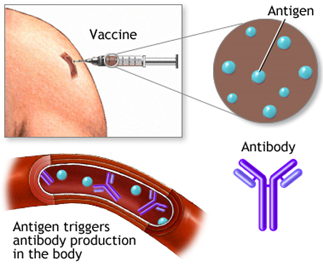 Antigen
Vaccine
Antibody
Antigen triggers
antibody production
in the body